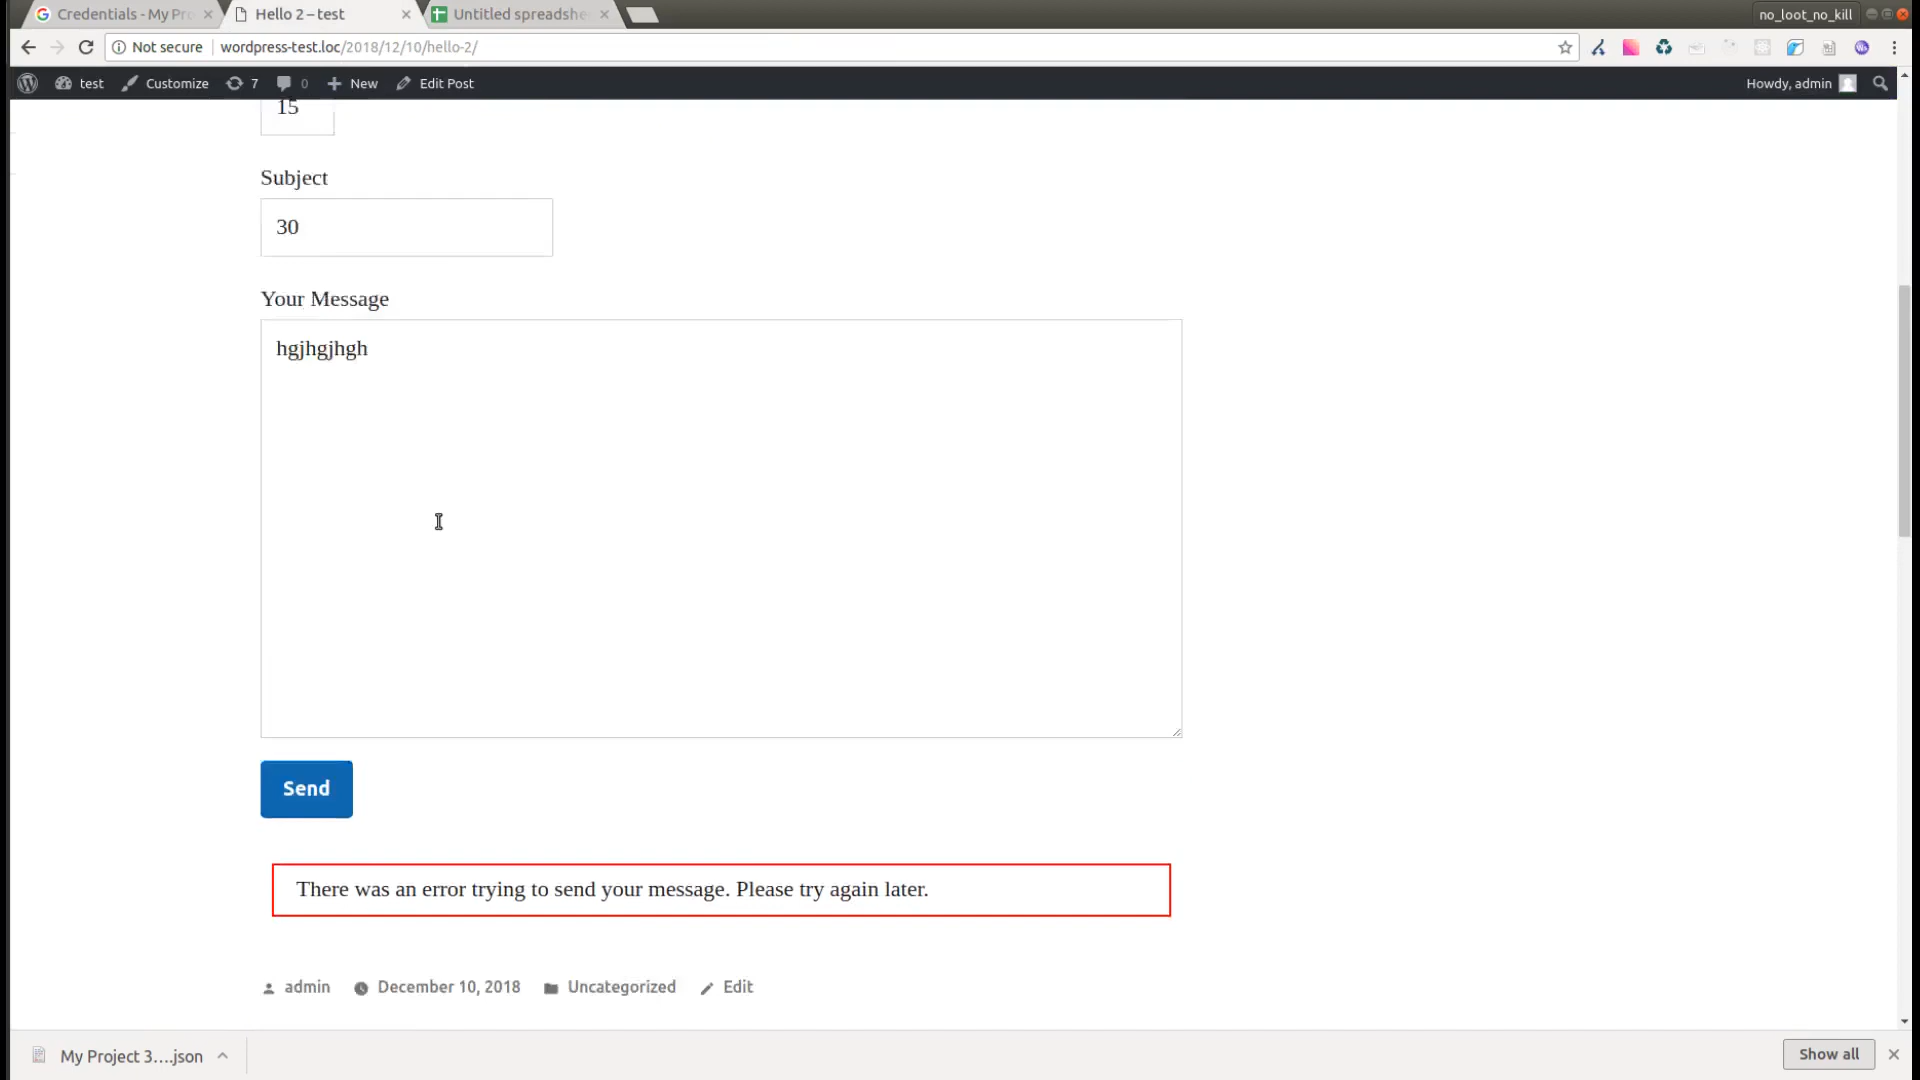 Credentials - My Pro
Hello 2 – test
Untitled spreadshe
no_loot_no_kill
Not secure
wordpress-test.loc/2018/12/10/hello-2/
test
Customize
7
0
New
Edit Post
Howdy, admin
15
Subject
30
Your Message
hgjhgjhgh
Send
There was an error trying to send your message. Please try again later.
admin
December 10, 2018
Uncategorized
Edit
My Project 3....json
Show all